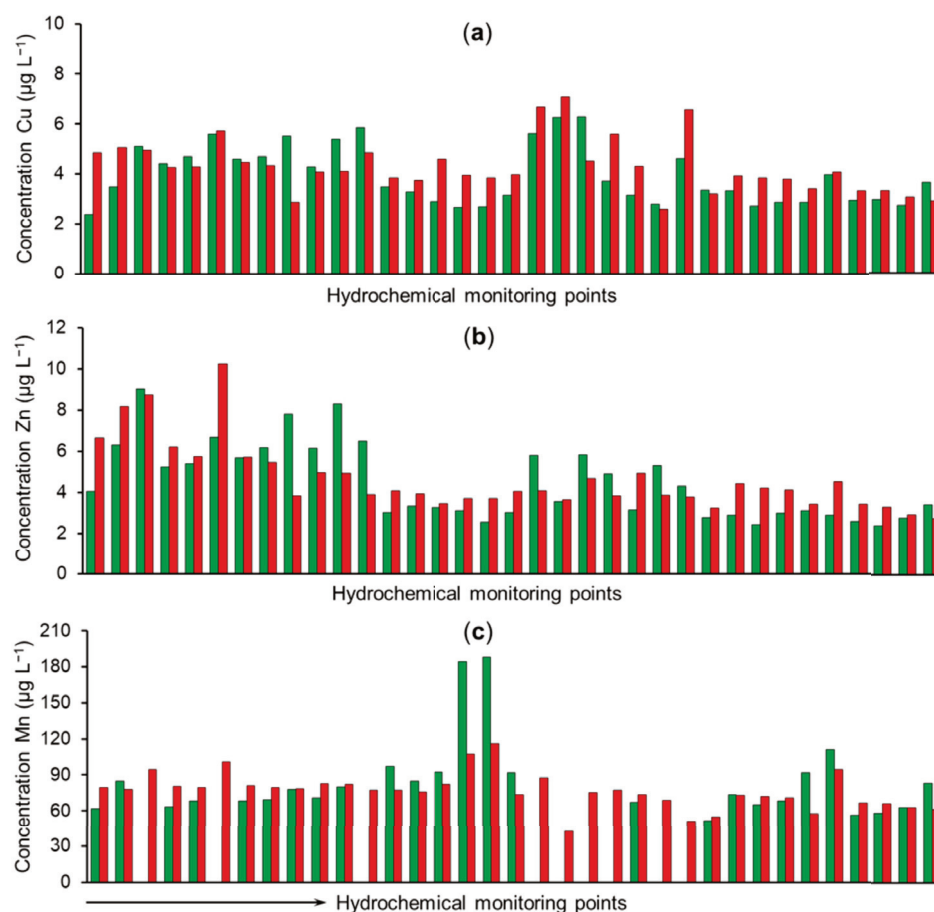 (a)
Concentration Cu (µg L⁻¹)
10
8
6
4
2
0
Hydrochemical monitoring points
(b)
Concentration Zn (µg L⁻¹)
12
10
8
6
4
2
0
Hydrochemical monitoring points
(c)
Concentration Mn (µg L⁻¹)
210
180
150
120
90
60
30
0
Hydrochemical monitoring points